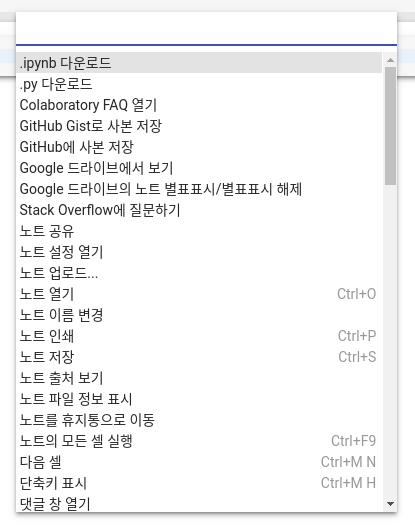 .ipynb 다운로드
.py 다운로드
Colaboratory FAQ 열기
GitHub Gist로 사본 저장
GitHub에 사본 저장
Google 드라이브에서 보기
Google 드라이브의 노트 별표표시/별표표시 해제
Stack Overflow에 질문하기
노트 공유
노트 설정 열기
노트 업로드...
노트 열기 Ctrl+O
노트 이름 변경
노트 인쇄 Ctrl+P
노트 저장 Ctrl+S
노트 출처 보기
노트 파일 정보 표시
노트를 휴지통으로 이동
노트의 모든 셀 실행 Ctrl+F9
다음 셀 Ctrl+M N
단축키 표시 Ctrl+M H
댓글 창 열기